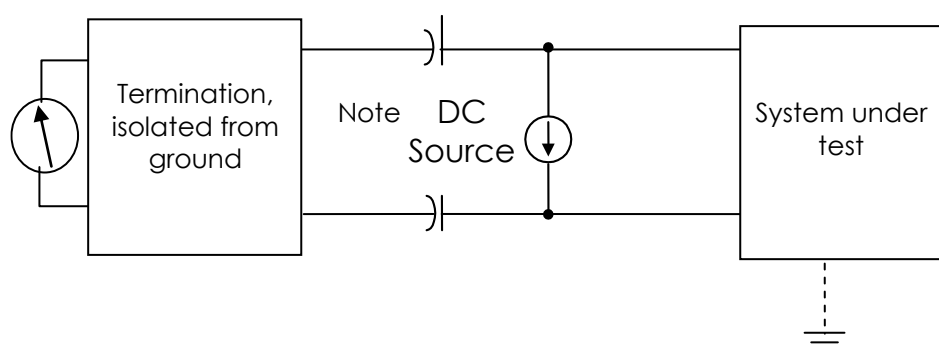 Termination,
isolated from
ground
Note
DC
Source
System under
test